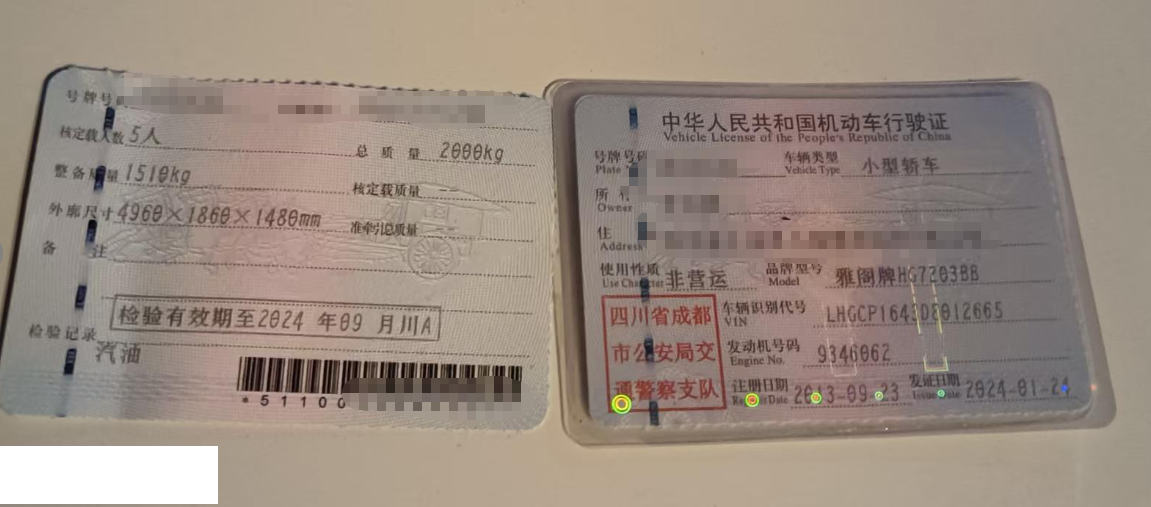 号牌号
核定载人数 5人
总质量 2000kg
整备质量 1510kg
核定载质量 --
外廓尺寸 4960×1860×1480mm
准牵引总质量
备注
检验有效期至2024 年09 月川A
检验记录
汽油
*51100
中华人民共和国机动车行驶证
Vehicle License of the People's Republic of China
号牌号码 车辆类型 小型轿车
Plate Vehicle Type
所
Owner
住
Address
使用性质 非营运 品牌型号 雅阁牌HG7203BB
Use Character Model
四川省成都
市公安局交
通警察支队
车辆识别代号 LHGCP1643D8012665
VIN
发动机号码 9346062
Engine No.
注册日期 2013-09-23 发证日期 2024-01-24
Register Date Issue Date